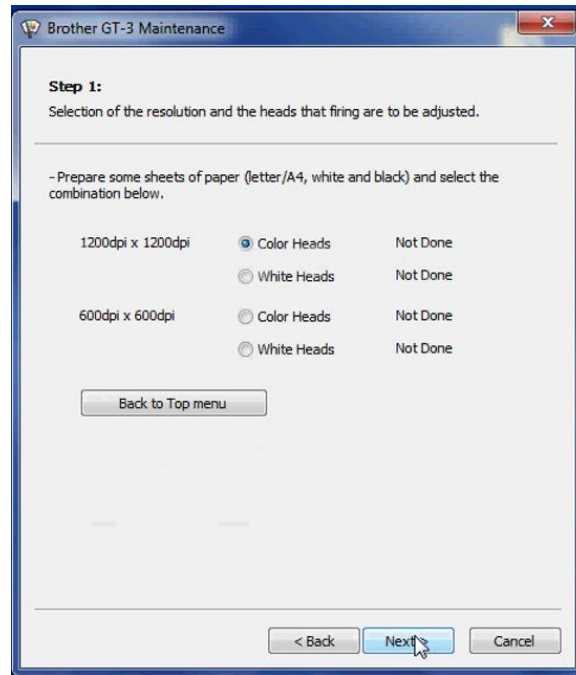 Brother GT-3 Maintenance
Step 1:
Selection of the resolution and the heads that firing are to be adjusted.
- Prepare some sheets of paper (letter/A4, white and black) and select the
combination below.
1200dpi x 1200dpi Color Heads Not Done
White Heads Not Done
600dpi x 600dpi Color Heads Not Done
White Heads Not Done
Back to Top menu
< Back Next > Cancel